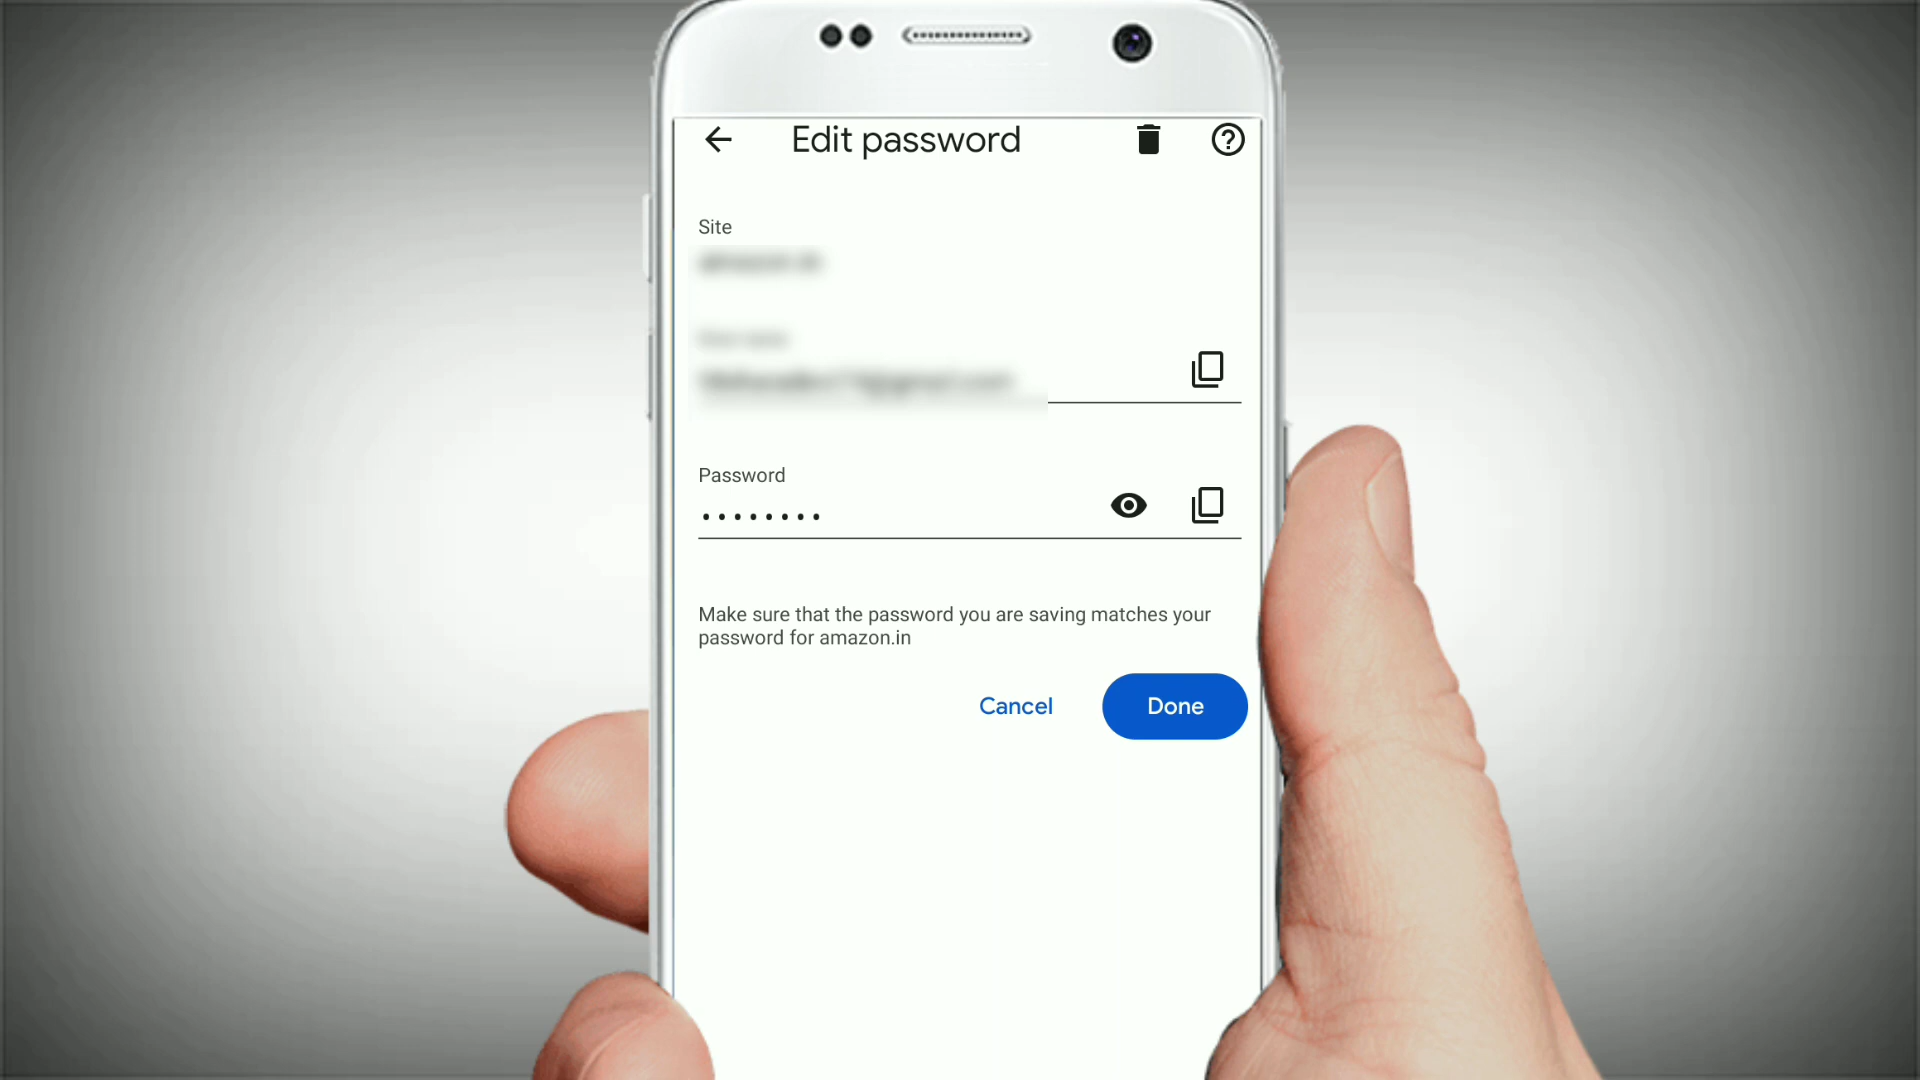 Edit password
Site
Password
Make sure that the password you are saving matches your
password for amazon.in
Cancel
Done